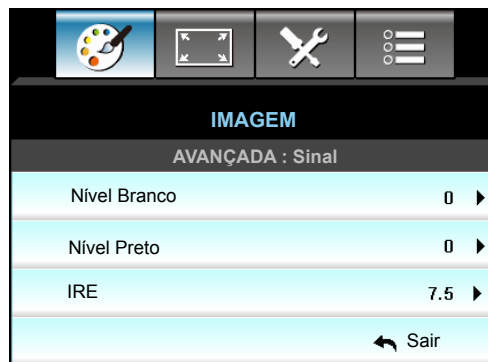 IMAGEM
AVANÇADA : Sinal
Nível Branco 0
Nível Preto 0
IRE 7.5
Sair